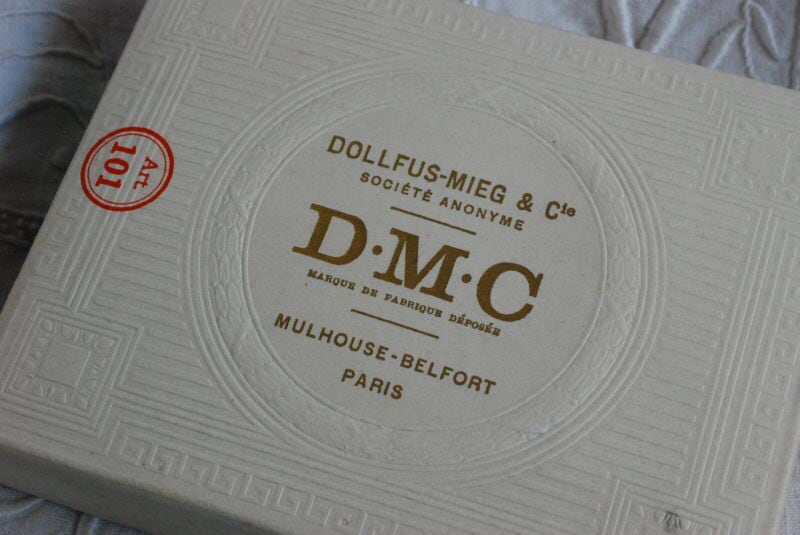 Art
101
DOLLFUS-MIEG & Cie
SOCIÉTÉ ANONYME
D·M·C
MARQUE DE FABRIQUE DÉPOSÉE
MULHOUSE-BELFORT
PARIS